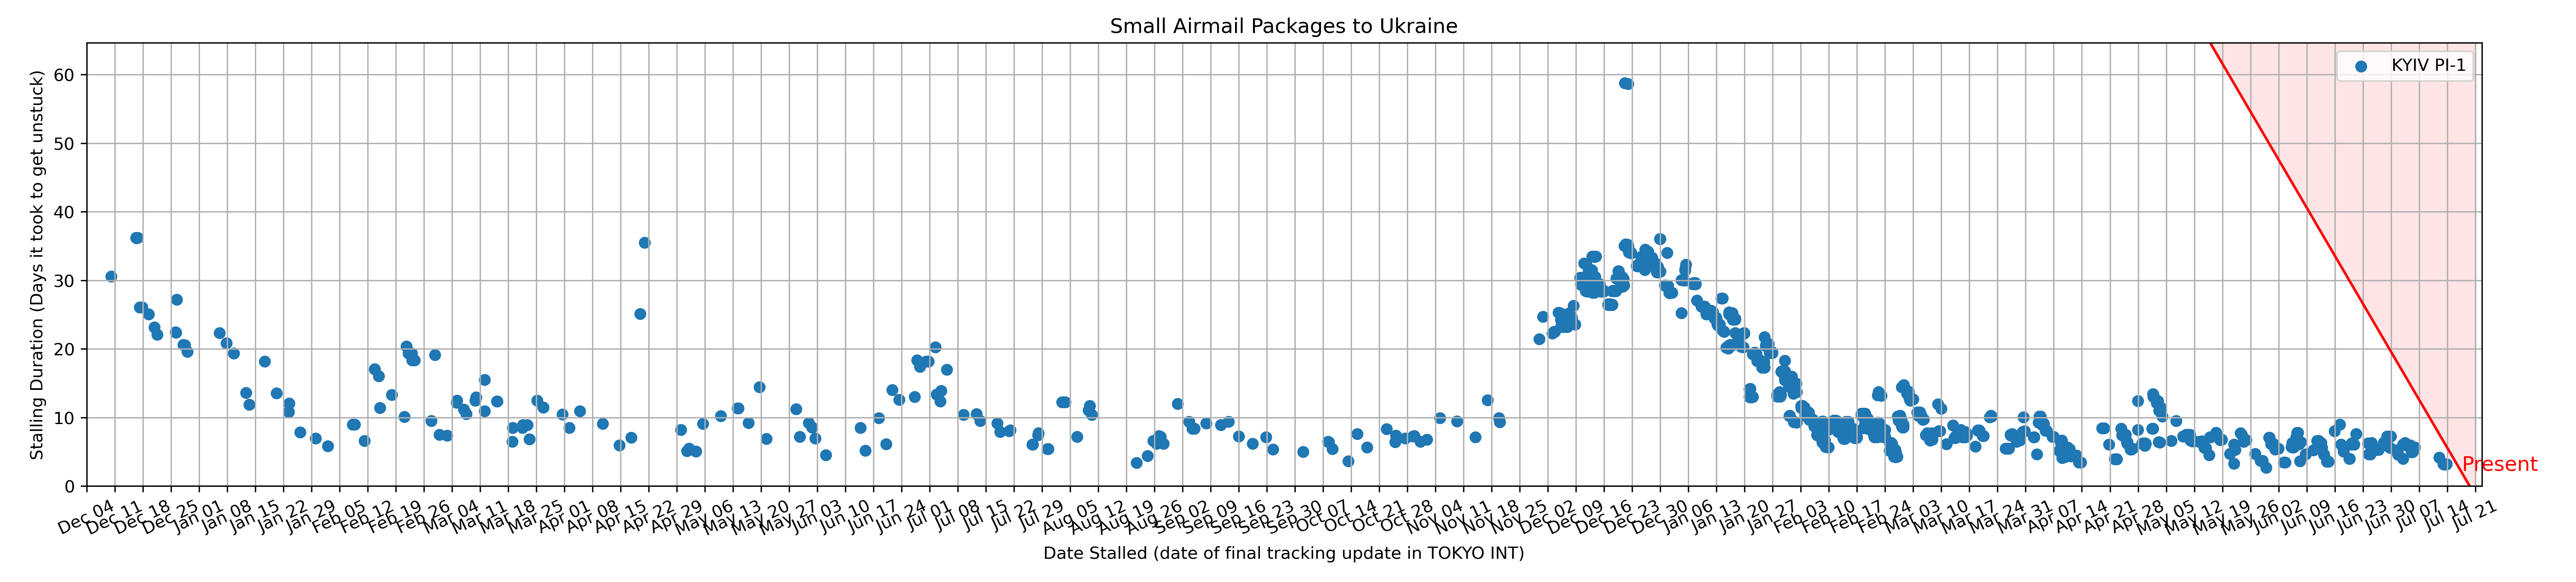 Small Airmail Packages to Ukraine
KYIV PI-1
60
50
40
30
20
10
0
Stalling Duration (Days it took to get unstuck)
Present
Dec 04 Dec 11 Dec 18 Dec 25 Jan 01 Jan 08 Jan 15 Jan 22 Jan 29 Feb 05 Feb 12 Feb 19 Feb 26 Mar 04 Mar 11 Mar 18 Mar 25 Apr 01 Apr 08 Apr 15 Apr 22 Apr 29 May 06 May 13 May 20 May 27 Jun 03 Jun 10 Jun 17 Jun 24 Jul 01 Jul 08 Jul 15 Jul 22 Jul 29 Aug 05 Aug 12 Aug 19 Aug 26 Sep 02 Sep 09 Sep 16 Sep 23 Sep 30 Oct 07 Oct 14 Oct 21 Oct 28 Nov 04 Nov 11 Nov 18 Nov 25 Dec 02 Dec 09 Dec 16 Dec 23 Dec 30 Jan 06 Jan 13 Jan 20 Jan 27 Feb 03 Feb 10 Feb 17 Feb 24 Mar 03 Mar 10 Mar 17 Mar 24 Mar 31 Apr 07 Apr 14 Apr 21 Apr 28 May 05 May 12 May 19 May 26 Jun 02 Jun 09 Jun 16 Jun 23 Jun 30 Jul 07 Jul 14 Jul 21
Date Stalled (date of final tracking update in TOKYO INT)